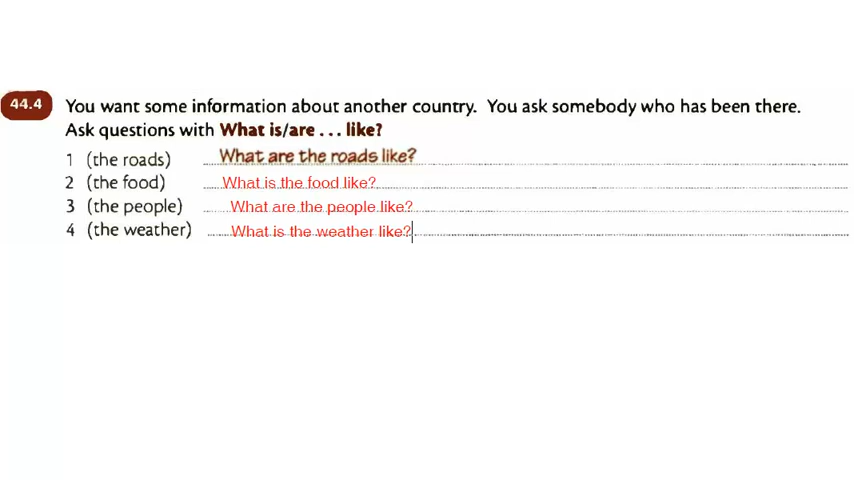 44.4 You want some information about another country. You ask somebody who has been there.
Ask questions with What is/are ... like?
1 (the roads) What are the roads like?
2 (the food) What is the food like?
3 (the people) What are the people like?
4 (the weather) What is the weather like?